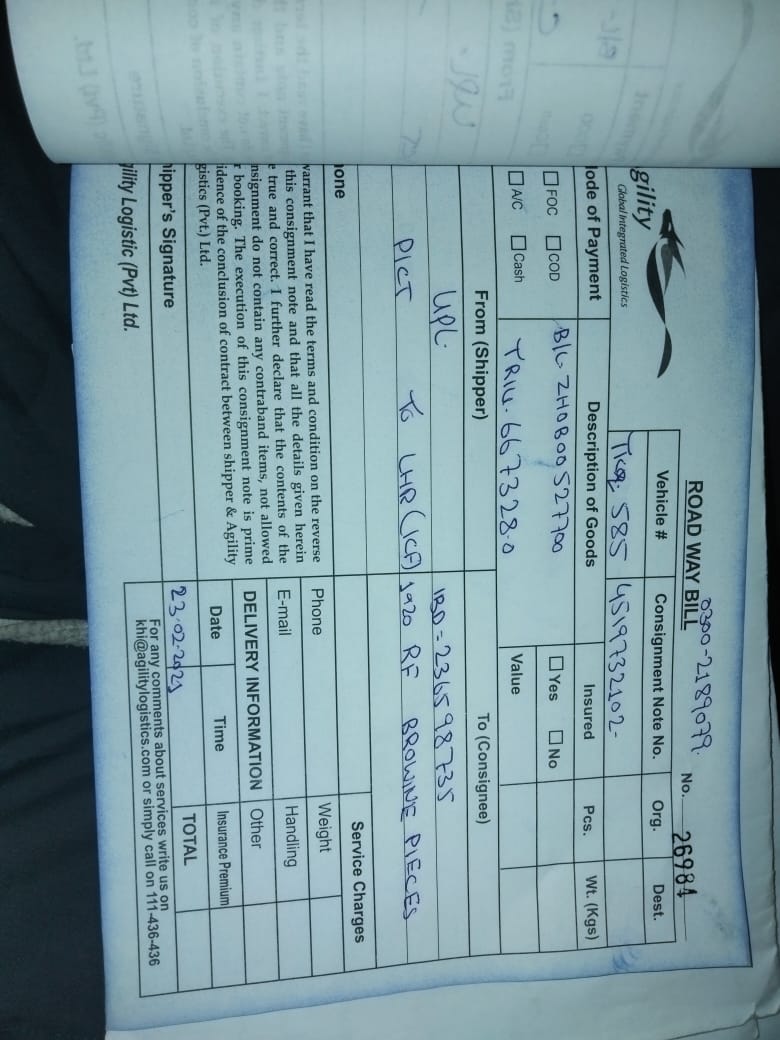 0300-2189079.
ROAD WAY BILL
No. 26984
gility
Global Integrated Logistics
Vehicle # Consignment Note No. Org. Dest.
585 4519732102-
ode of Payment Description of Goods Insured Pcs. Wt. (Kgs)
FOC COD B/L ZHOB00527700 Yes No
A/C Cash TRIU. 667328.0 Value
From (Shipper) To (Consignee)
UPL. IBD = 236598735
PICT TO LHR (ICF) 1920 RF BROWINE PIECES
Service Charges
one
Phone Weight
E-mail Handling
DELIVERY INFORMATION Other
Date Time Insurance Premium
23.02.2021 TOTAL
warrant that I have read the terms and condition on the reverse
this consignment note and that all the details given herein
e true and correct. I further declare that the contents of the
nsignment do not contain any contraband items, not allowed
r booking. The execution of this consignment note is prime
idence of the conclusion of contract between shipper & Agility
gistics (Pvt.) Ltd.
hipper's Signature
gility Logistic (Pvt) Ltd.
For any comments about services write us on
khi@agilitylogistics.com or simply call on 111-436-436